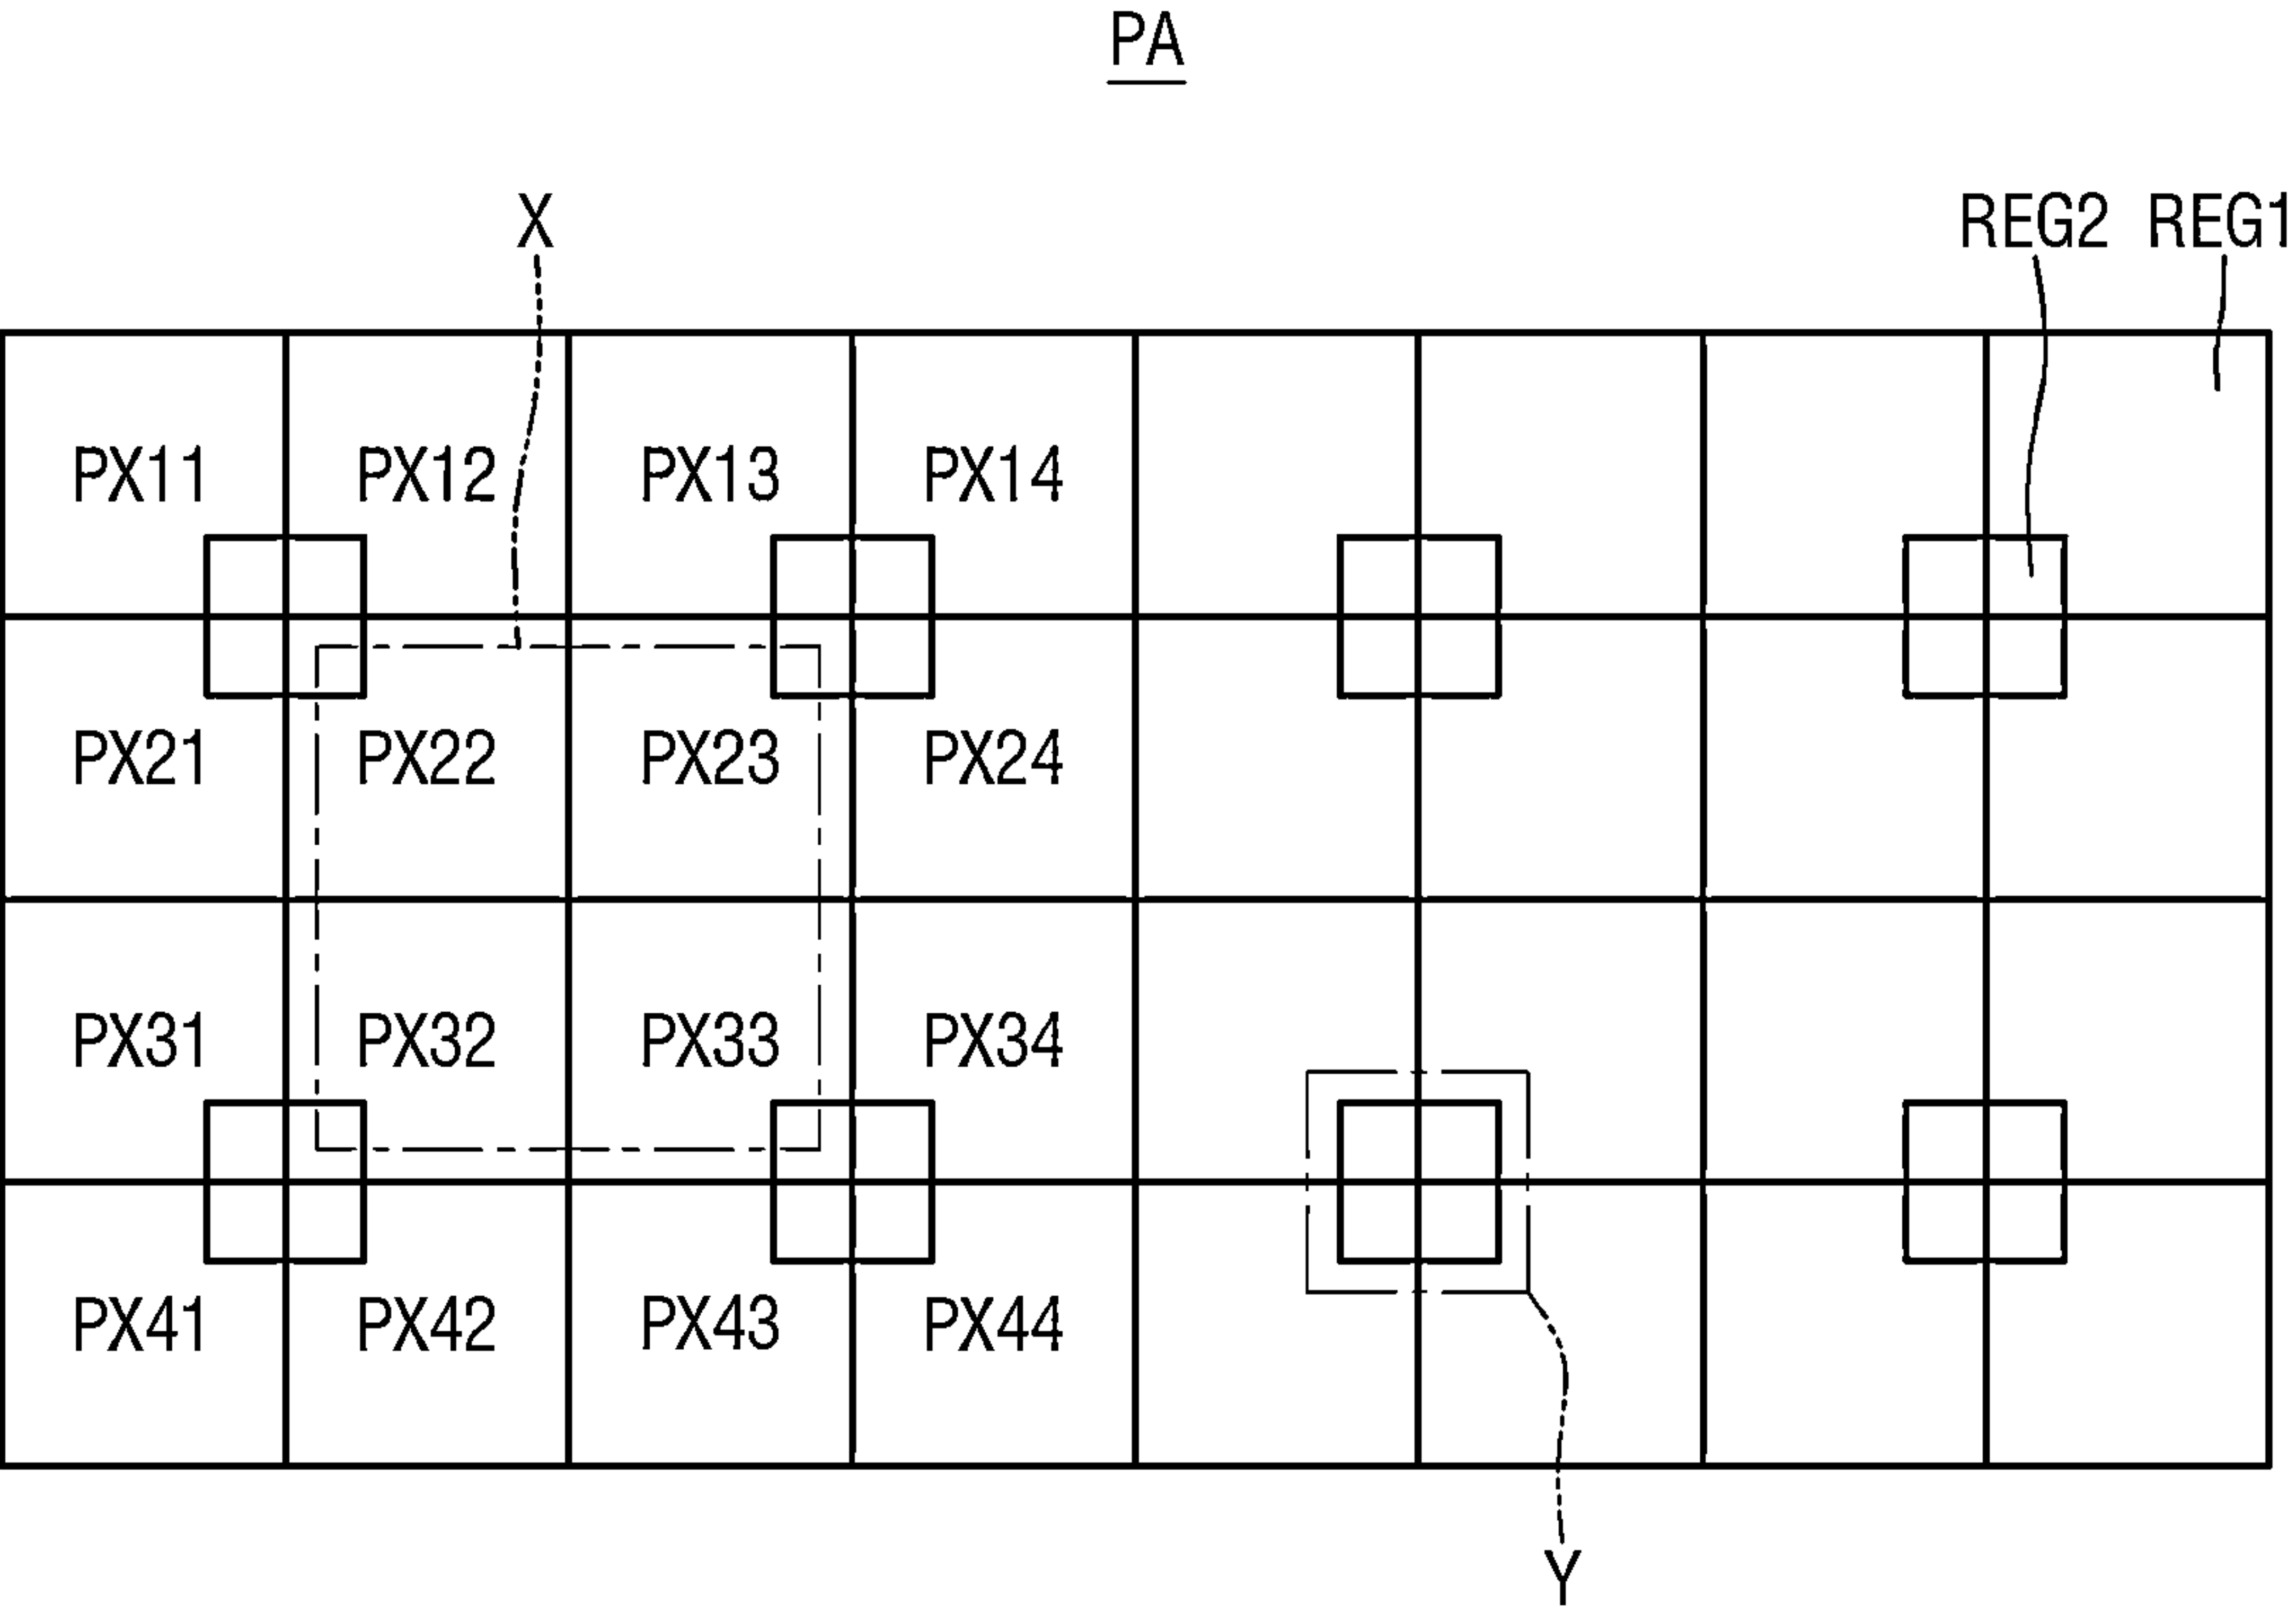 PA
X REG2 REG1
PX11 PX12 PX13 PX14
PX21 PX22 PX23 PX24
PX31 PX32 PX33 PX34
PX41 PX42 PX43 PX44
Y